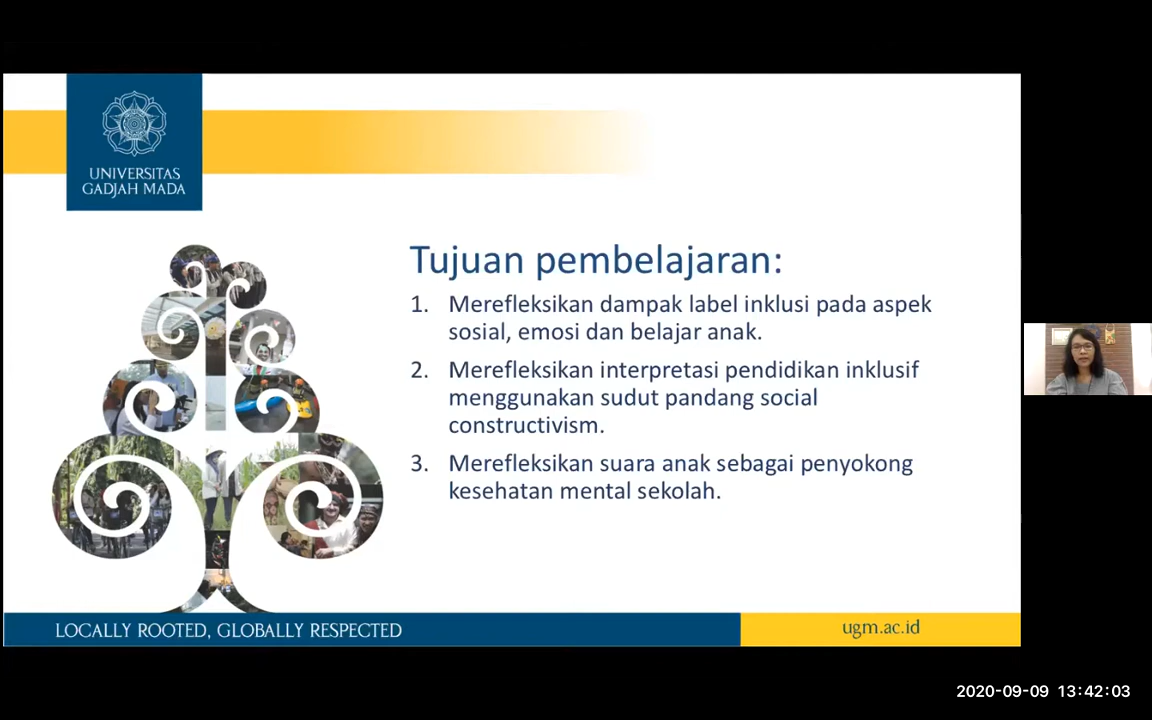 UNIVERSITAS
GADJAH MADA
Tujuan pembelajaran:
1. Merefleksikan dampak label inklusi pada aspek
sosial, emosi dan belajar anak.
2. Merefleksikan interpretasi pendidikan inklusif
menggunakan sudut pandang social
constructivism.
3. Merefleksikan suara anak sebagai penyokong
kesehatan mental sekolah.
LOCALLY ROOTED, GLOBALLY RESPECTED
ugm.ac.id
2020-09-09 13:42:03